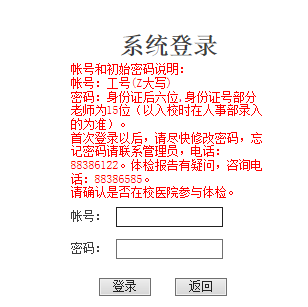 系统登录
帐号和初始密码说明:
帐号: 工号(Z大写)
密码: 身份证后六位,身份证号部分
老师为15位（以入校时在人事部录入
的为准）。
首次登录以后，请尽快修改密码，忘
记密码请联系管理员，电话：
88386122。体检报告有疑问，咨询电
话：88386585。
请确认是否在校医院参与体检。
帐号：
密码：
登录
返回